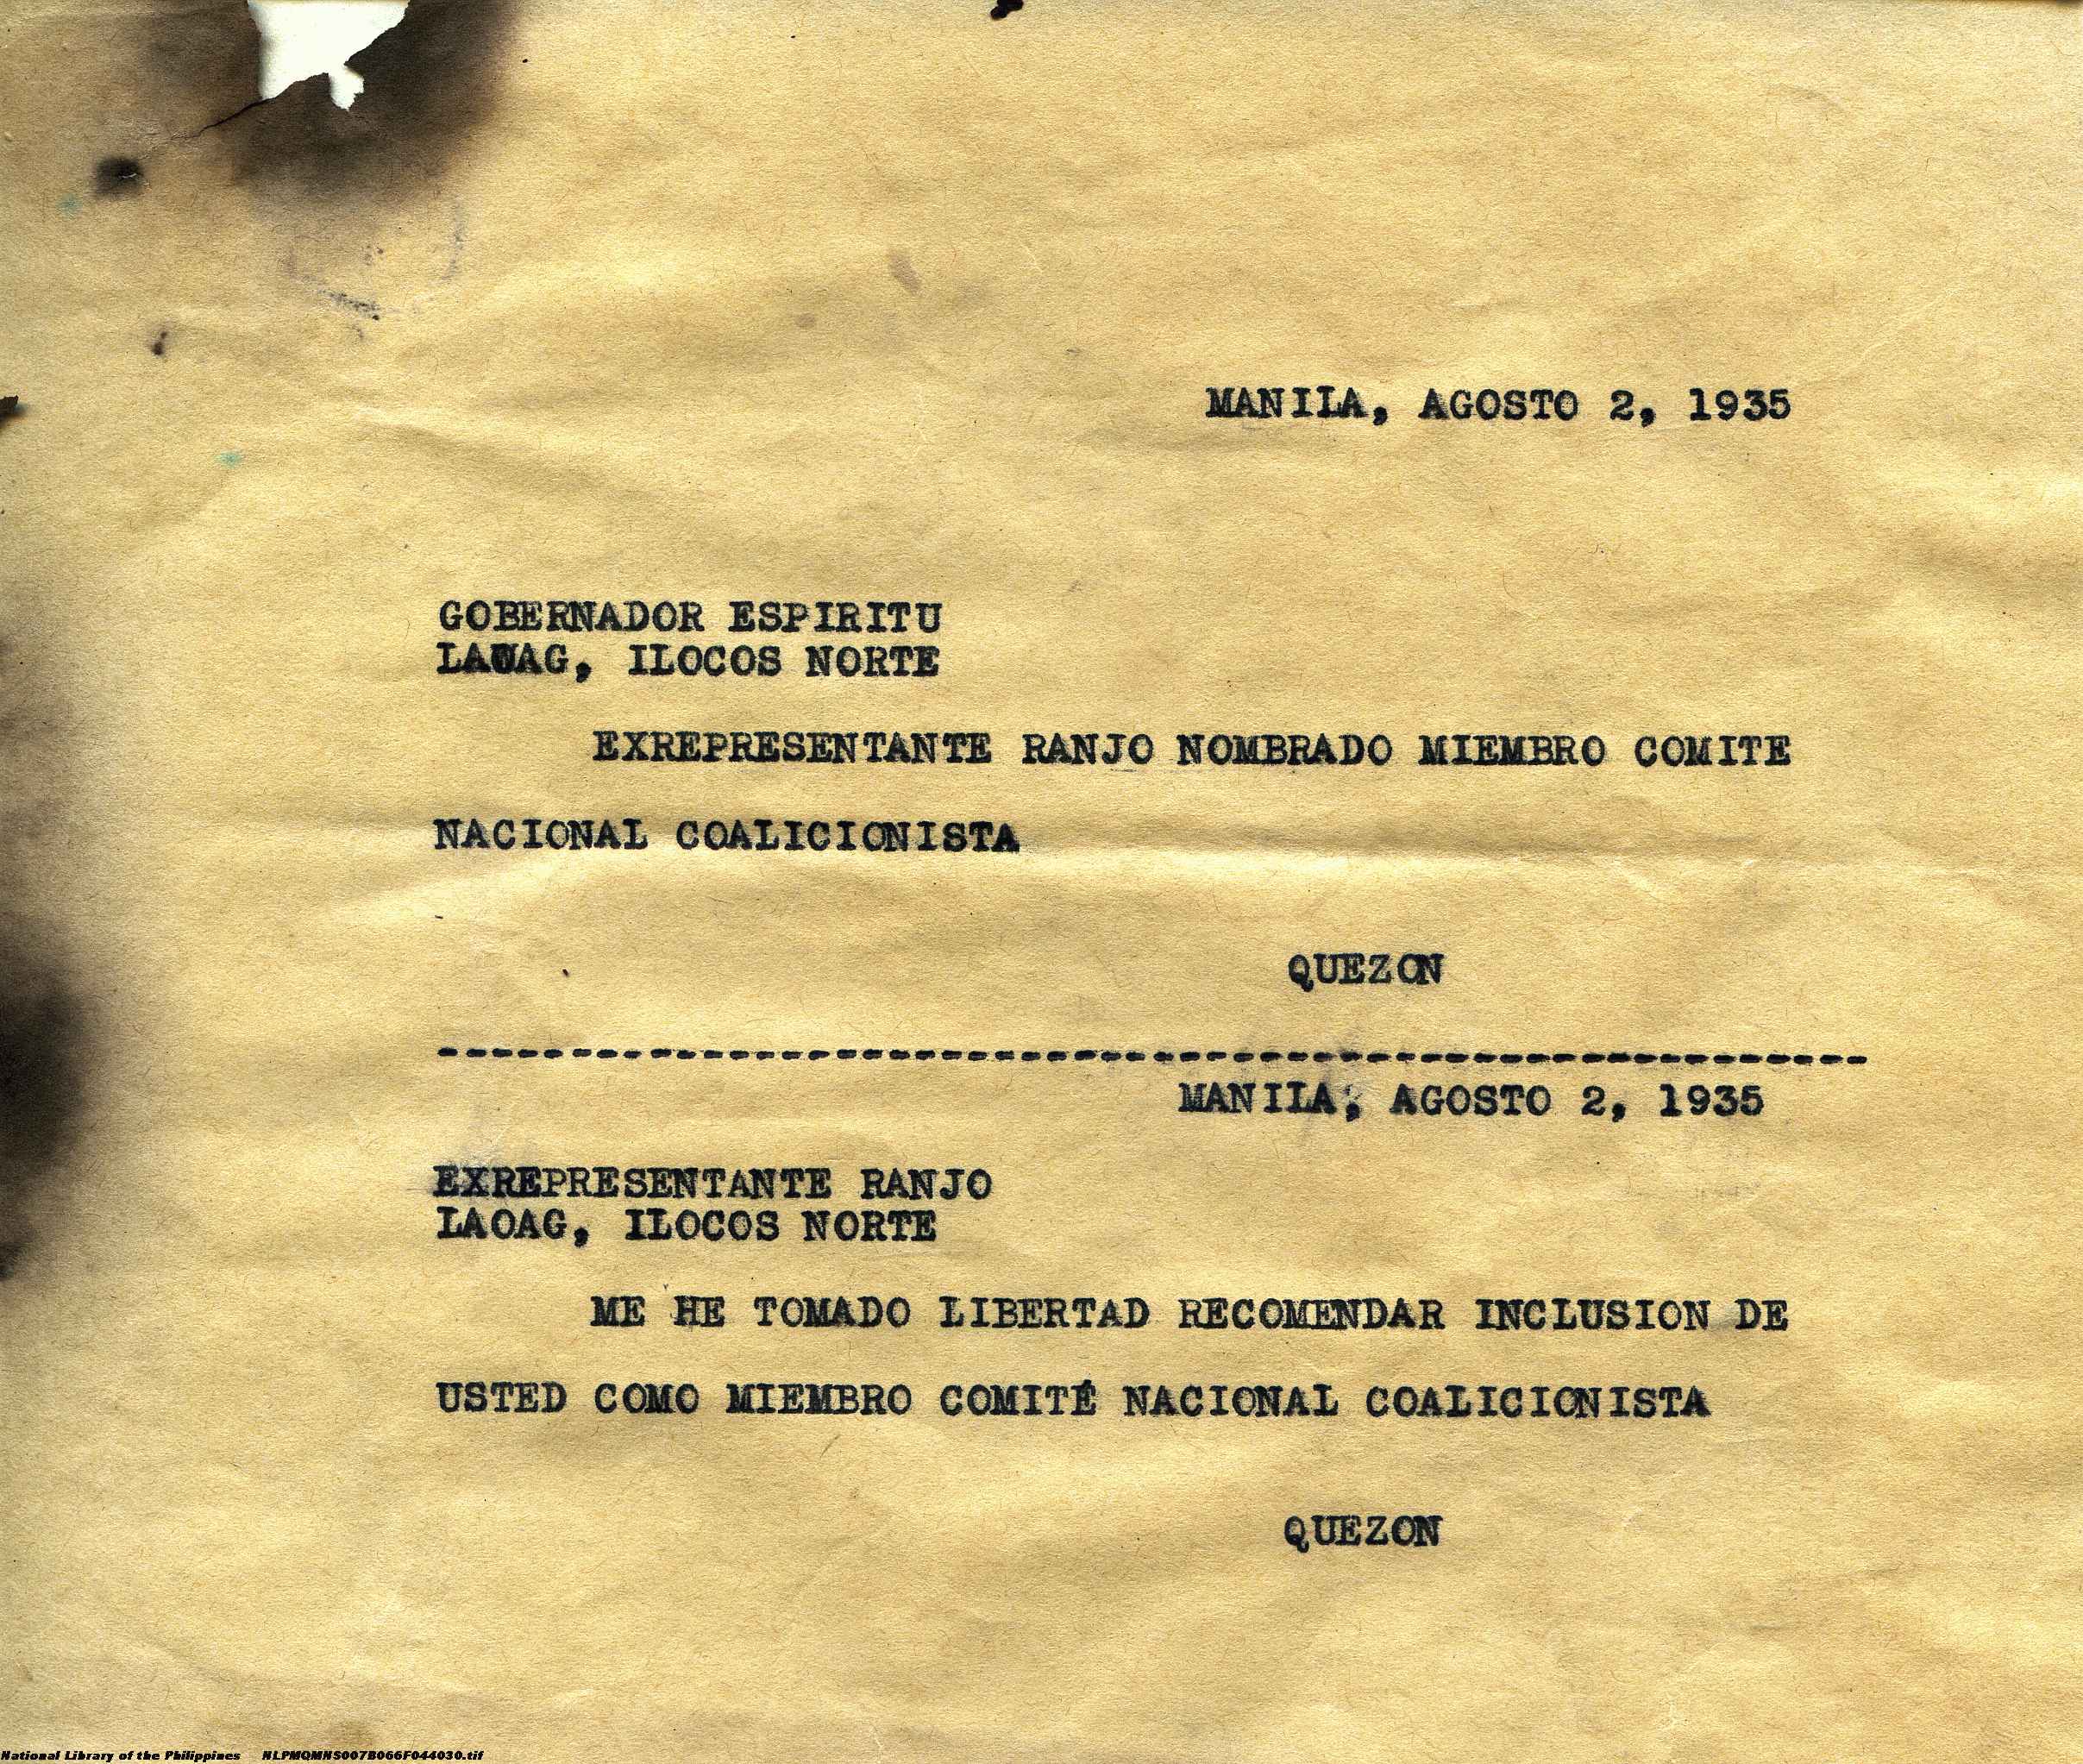 MANILA, AGOSTO 2, 1935
GOBERNADOR ESPIRITU
LAOAG, ILOCOS NORTE
EXREPRESENTANTE RANJO NOMBRADO MIEMBRO COMITE
NACIONAL COALICIONISTA
QUEZON
------------------------------------------------------
MANILA, AGOSTO 2, 1935
EXREPRESENTANTE RANJO
LAOAG, ILOCOS NORTE
ME HE TOMADO LIBERTAD RECOMENDAR INCLUSION DE
USTED COMO MIEMBRO COMITÉ NACIONAL COALICIONISTA
QUEZON
National Library of the Philippines NLPMQMNS007B066F044030.tif